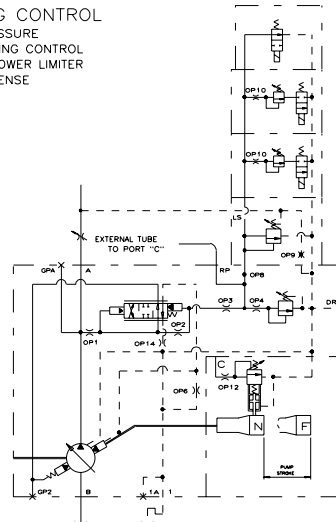 G CONTROL
SSURE
ING CONTROL
OWER LIMITER
ENSE
OP10
OP10
LS
EXTERNAL TUBE
TO PORT "C"
OP9
GPA
A
RP
OP8
OP3
OP4
DR
OP1
OP2
OP14
C
OP12
OP6
N
F
PUMP
STROKE
GP2
B
1A
1